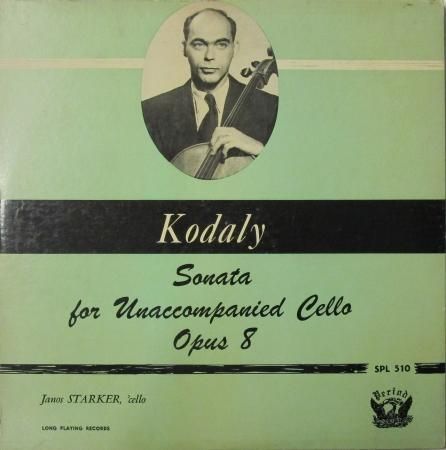 Kodaly
Sonata
for Unaccompanied Cello
Opus 8
SPL 510
Janos STARKER, 'cello
Period
LONG PLAYING RECORDS